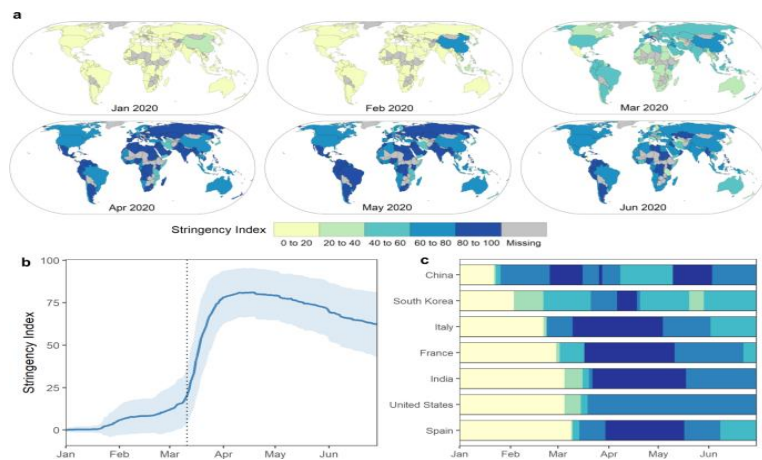 a
Jan 2020 Feb 2020 Mar 2020
Apr 2020 May 2020 Jun 2020
Stringency Index
0 to 20 20 to 40 40 to 60 60 to 80 80 to 100 Missing
b
Stringency Index
100
75
50
25
0
Jan Feb Mar Apr May Jun
c
China
South Korea
Italy
France
India
United States
Spain
Jan Feb Mar Apr May Jun